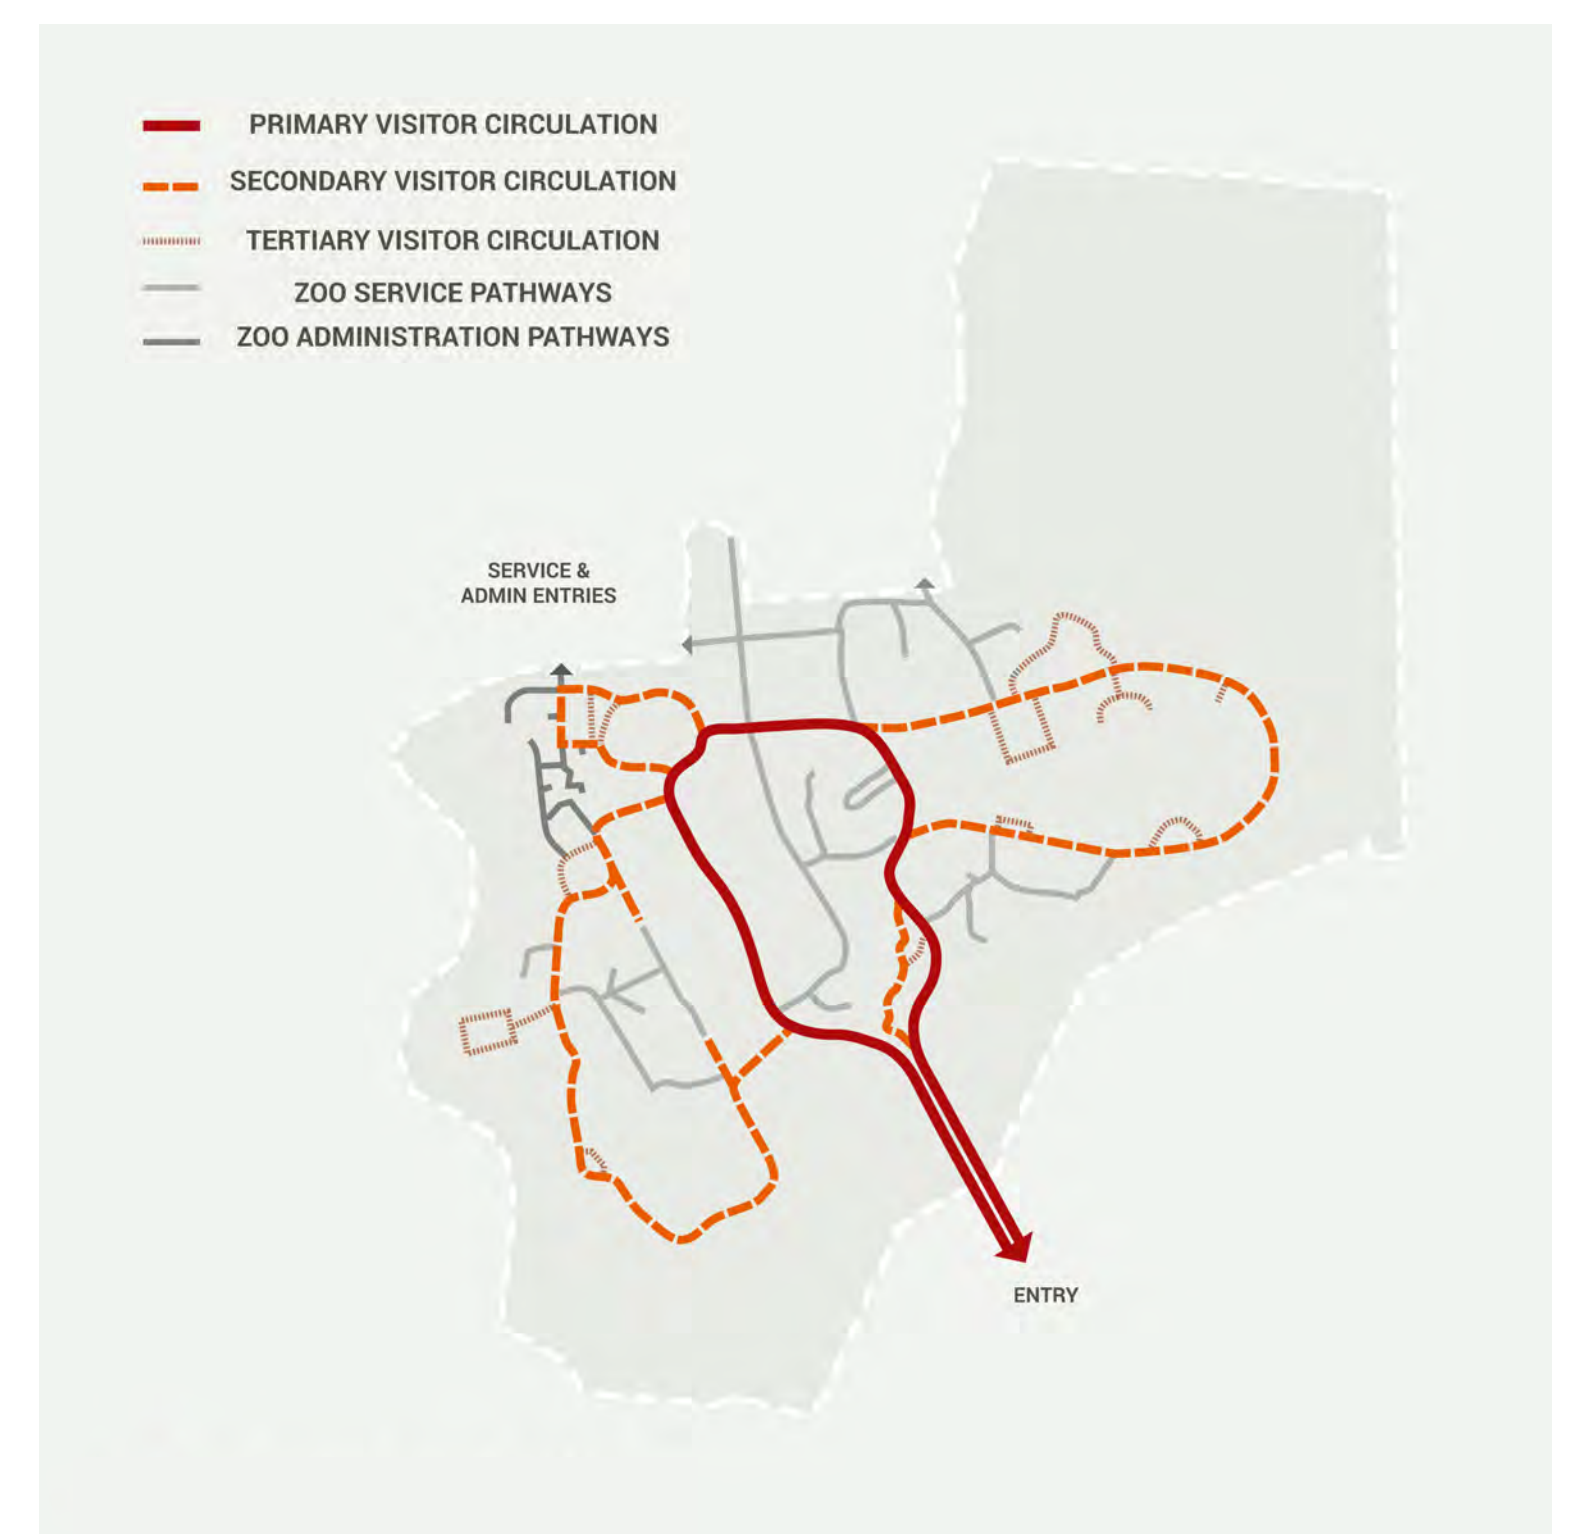 PRIMARY VISITOR CIRCULATION
SECONDARY VISITOR CIRCULATION
TERTIARY VISITOR CIRCULATION
ZOO SERVICE PATHWAYS
ZOO ADMINISTRATION PATHWAYS
SERVICE &
ADMIN ENTRIES
ENTRY